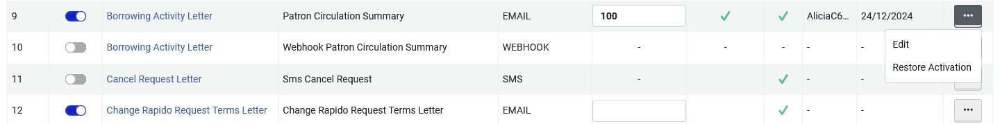 9 Borrowing Activity Letter Patron Circulation Summary EMAIL 100 AliciaC6... 24/12/2024
Edit
10 Borrowing Activity Letter Webhook Patron Circulation Summary WEBHOOK - - - - -
Restore Activation
11 Cancel Request Letter Sms Cancel Request SMS - - -
12 Change Rapido Request Terms Letter Change Rapido Request Terms Letter EMAIL - -